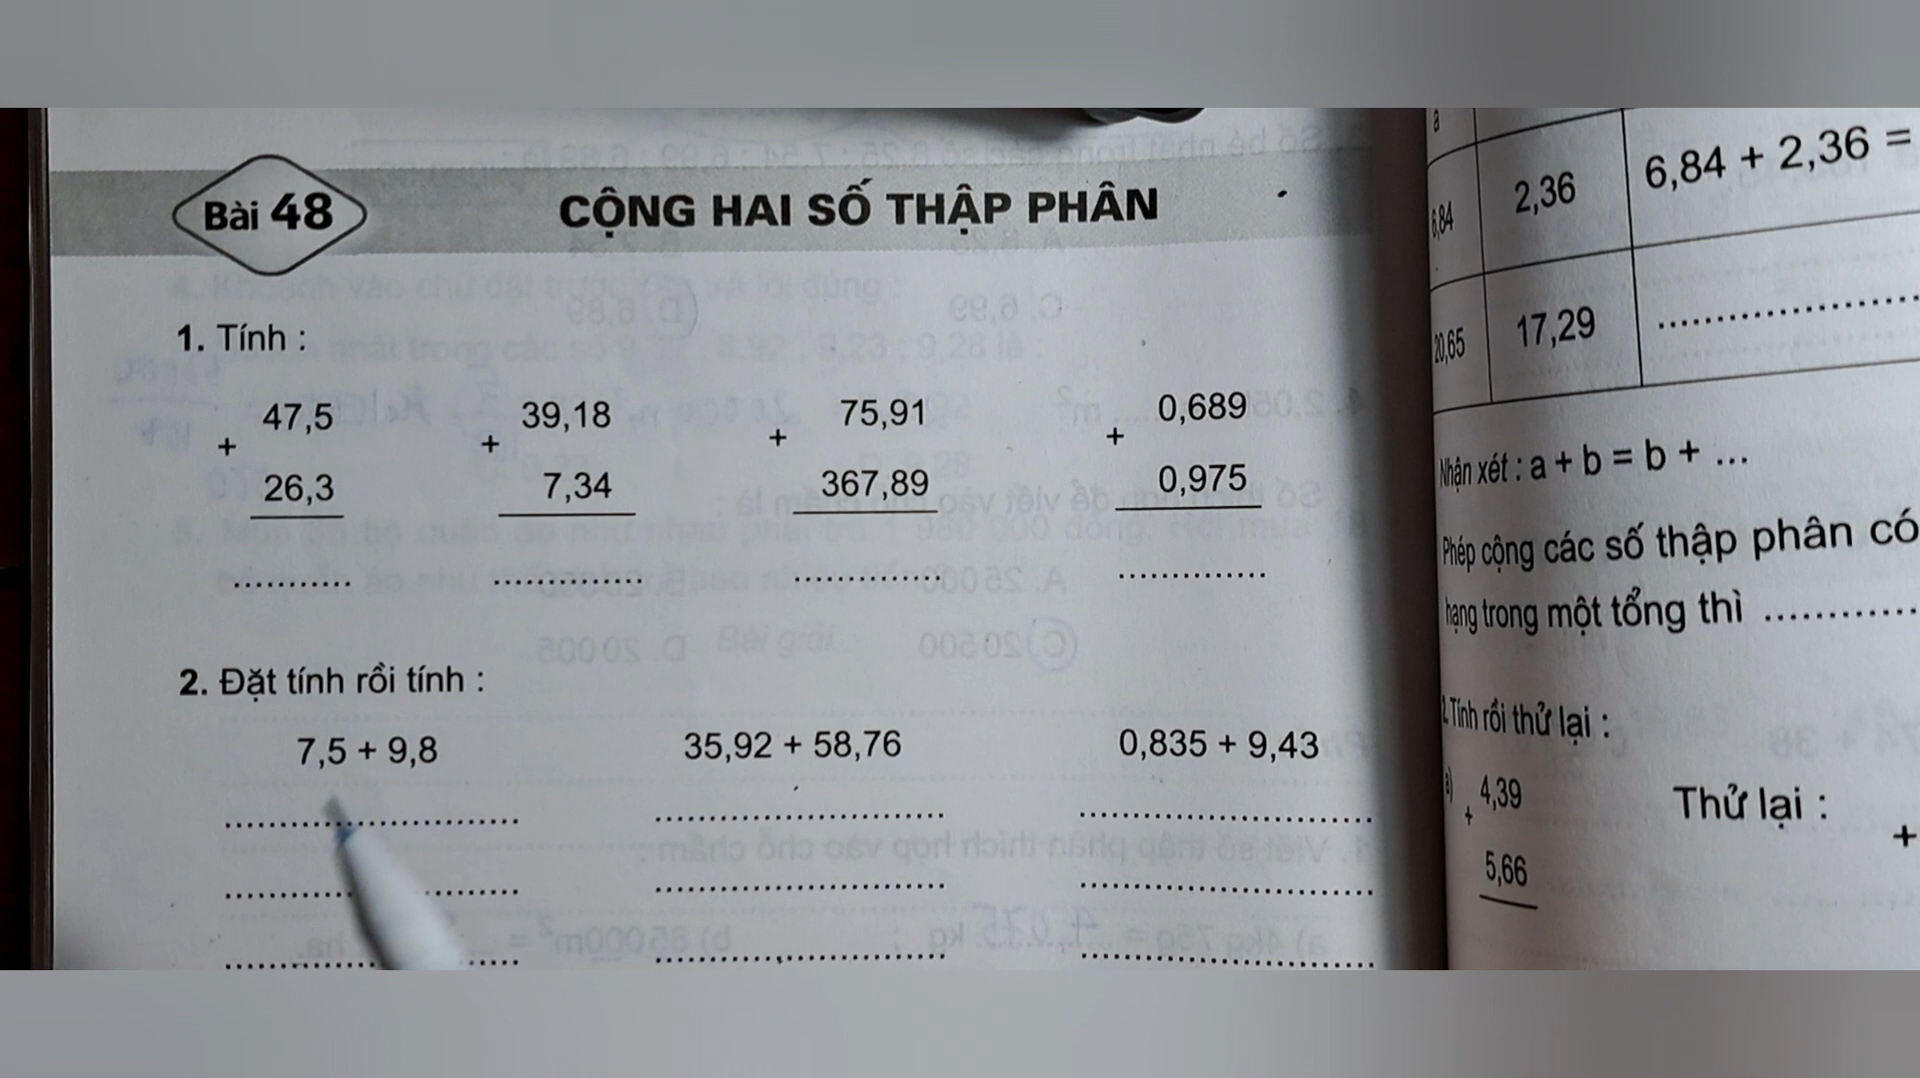 Bài 48
CỘNG HAI SỐ THẬP PHÂN
1. Tính :
47,5
+
26,3
............
39,18
+
7,34
...............
75,91
+
367,89
...............
0,689
+
0,975
...............
2. Đặt tính rồi tính :
7,5 + 9,8
35,92 + 58,76
0,835 + 9,43
a
6,84
2,36
6,84 + 2,36 =
20,65
17,29
....................
Nhận xét : a + b = b + ...
Phép cộng các số thập phân có
hạng trong một tổng thì ............
2. Tính rồi thử lại :
a)
4,39
+
5,66
Thử lại :
+